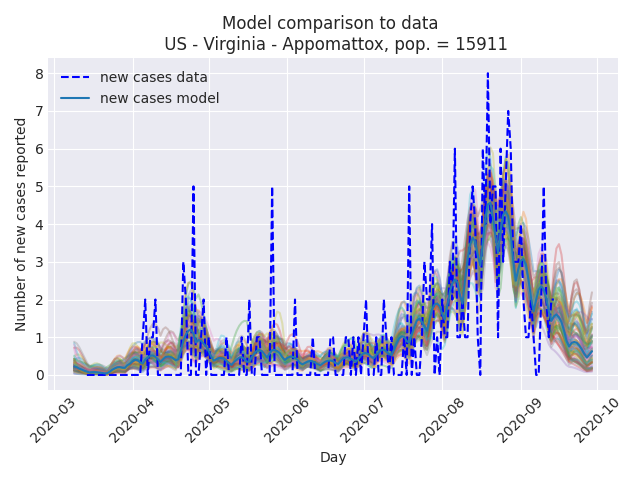 Model comparison to data
US - Virginia - Appomattox, pop. = 15911
new cases data
new cases model
Number of new cases reported
8
7
6
5
4
3
2
1
0
2020-03
2020-04
2020-05
2020-06
2020-07
2020-08
2020-09
2020-10
Day